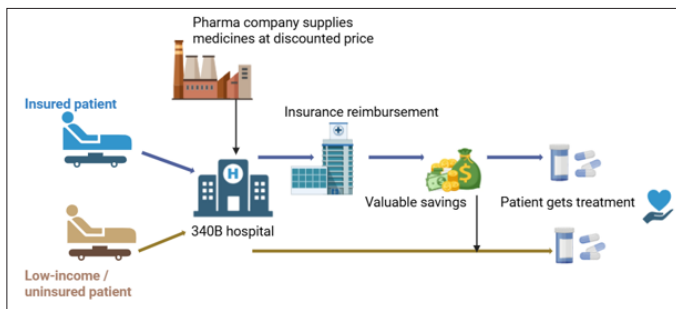 Pharma company supplies
medicines at discounted price
Insured patient
Insurance reimbursement
H
$
Valuable savings
Patient gets treatment
340B hospital
Low-income /
uninsured patient